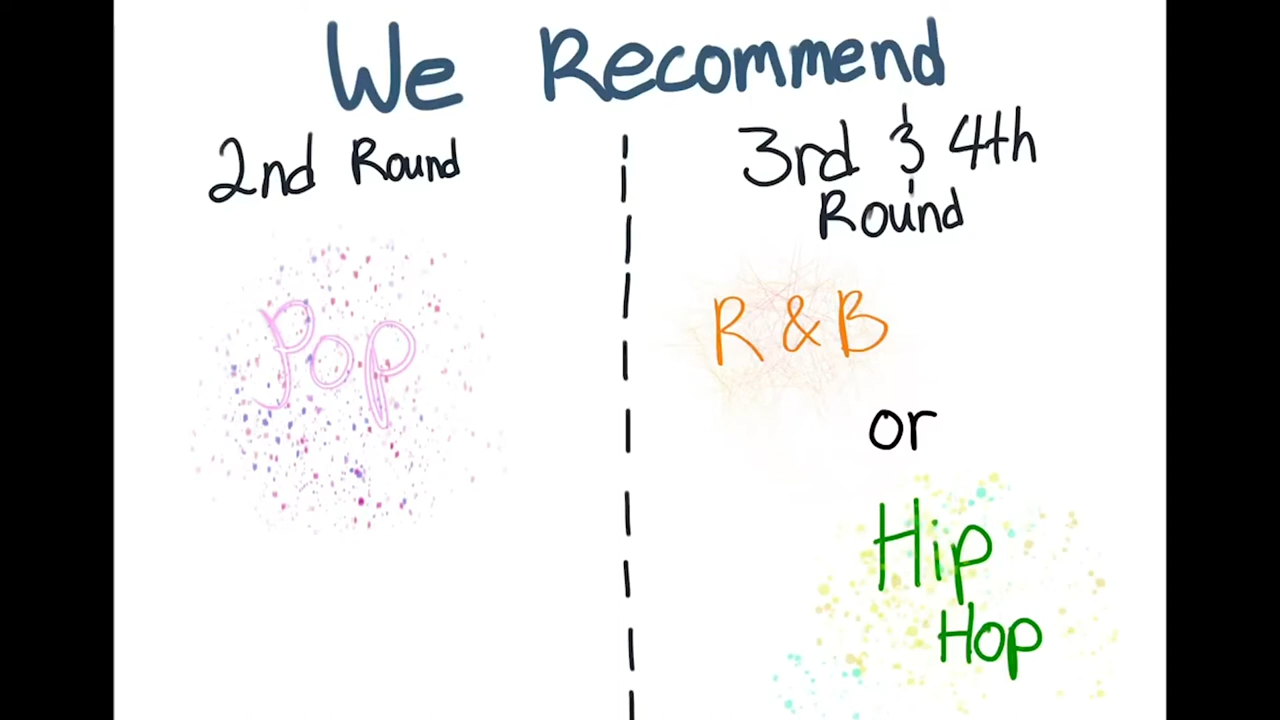 We Recommend
2nd Round
Pop
3rd & 4th
Round
R & B
or
Hip
Hop